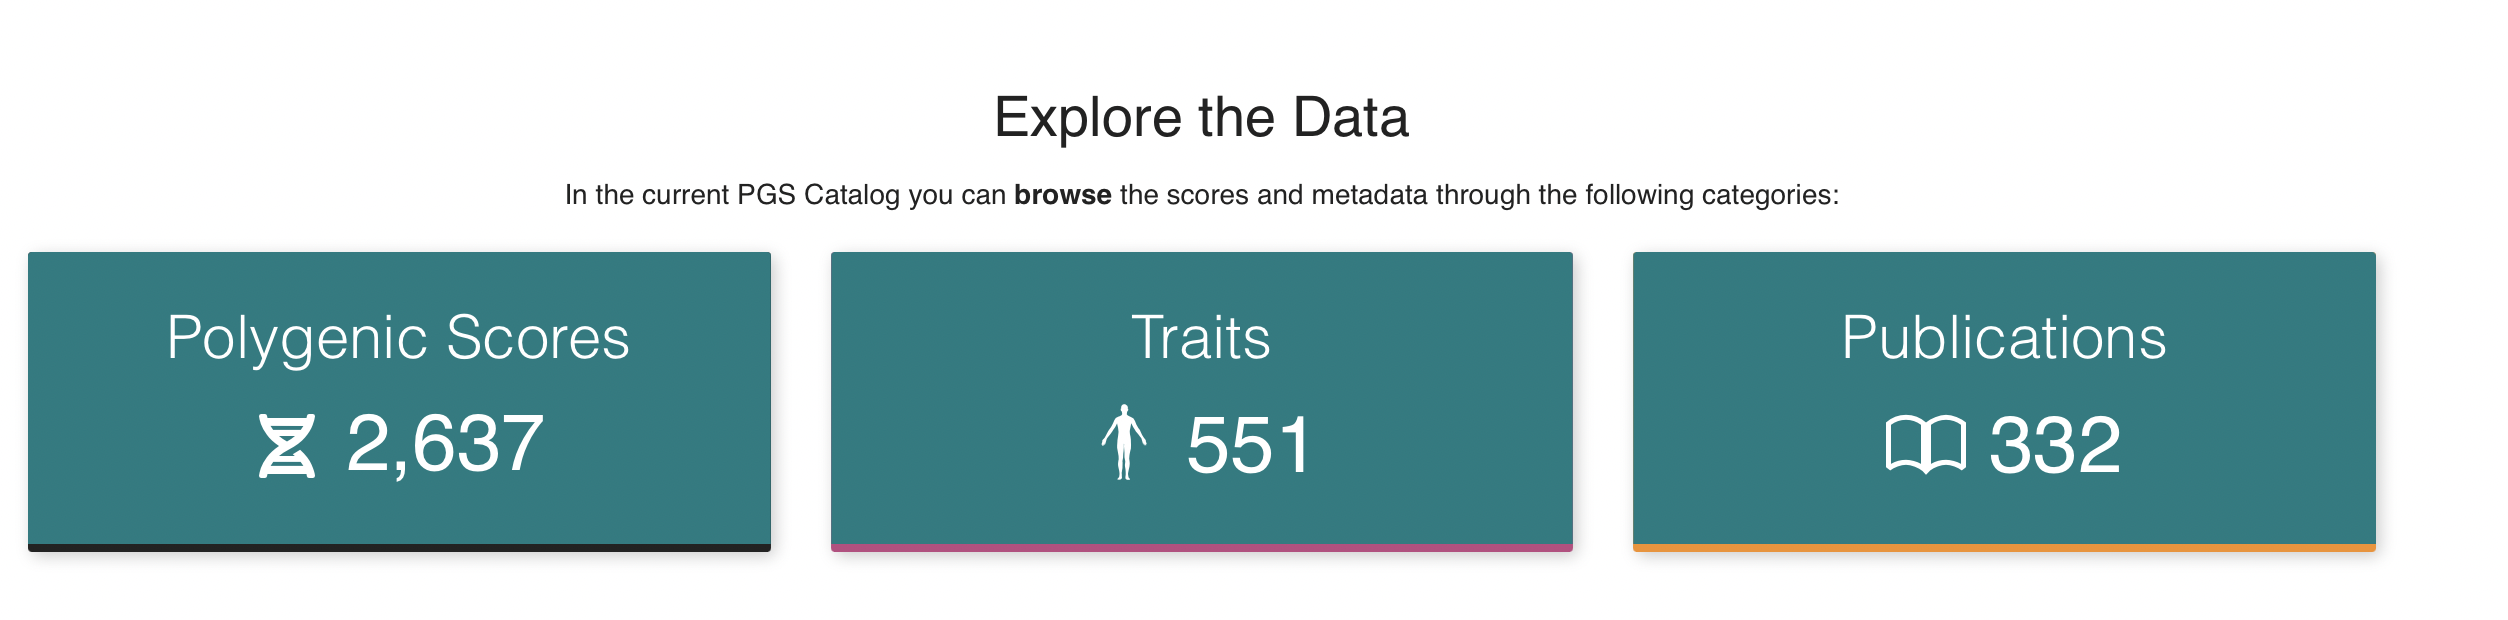 Explore the Data
In the current PGS Catalog you can browse the scores and metadata through the following categories:
Polygenic Scores
2,637
Traits
551
Publications
332